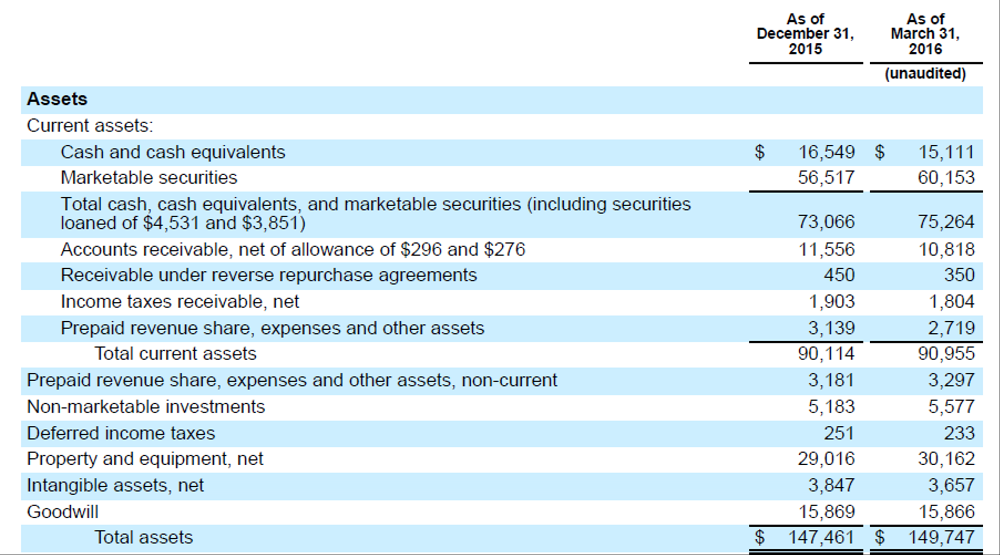 As of December 31, 2015 As of March 31, 2016
(unaudited)
Assets
Current assets:
Cash and cash equivalents $ 16,549 $ 15,111
Marketable securities 56,517 60,153
Total cash, cash equivalents, and marketable securities (including securities
loaned of $4,531 and $3,851) 73,066 75,264
Accounts receivable, net of allowance of $296 and $276 11,556 10,818
Receivable under reverse repurchase agreements 450 350
Income taxes receivable, net 1,903 1,804
Prepaid revenue share, expenses and other assets 3,139 2,719
Total current assets 90,114 90,955
Prepaid revenue share, expenses and other assets, non-current 3,181 3,297
Non-marketable investments 5,183 5,577
Deferred income taxes 251 233
Property and equipment, net 29,016 30,162
Intangible assets, net 3,847 3,657
Goodwill 15,869 15,866
Total assets $ 147,461 $ 149,747